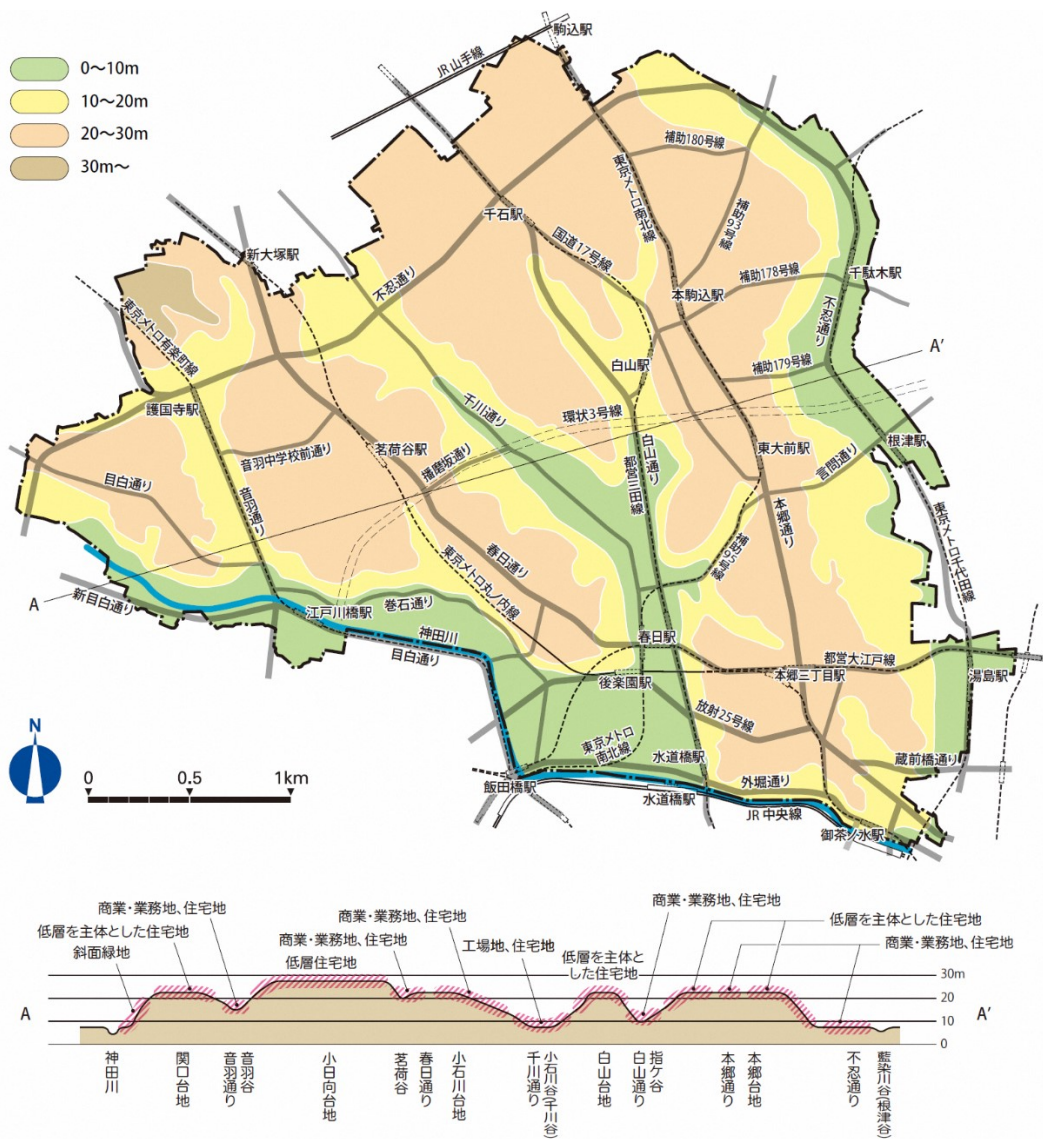 0～10m
10～20m
20～30m
30m～
駒込駅
JR山手線
補助180号線
東京メトロ南北線
補助93号線
千石駅
国道17号線
新大塚駅
不忍通り
補助178号線
千駄木駅
本駒込駅
不忍通り
東京メトロ有楽町線
白山駅
補助179号線
A'
護国寺駅
千川通り
環状3号線
茗荷谷駅
播磨坂通り
白山通り
都営三田線
東大前駅
言問通り
根津駅
音羽中学校前通り
目白通り
音羽通り
本郷通り
東京メトロ千代田線
補助95号線
春日通り
東京メトロ丸ノ内線
A
新目白通り
江戸川橋駅
巻石通り
神田川
目白通り
春日駅
都営大江戸線
後楽園駅
本郷三丁目駅
湯島駅
放射25号線
東京メトロ
南北線
水道橋駅
蔵前橋通り
飯田橋駅
水道橋駅
外堀通り
JR中央線
御茶ノ水駅
N
0 0.5 1km
商業・業務地、住宅地
低層を主体とした住宅地
斜面緑地
商業・業務地、住宅地
低層住宅地
商業・業務地、住宅地
工場地、住宅地
低層を主体と
した住宅地
商業・業務地、住宅地
低層を主体とした住宅地
商業・業務地、住宅地
30m
20
10
0
A
A'
神田川
関口台地
音羽谷
音羽通り
小日向台地
茗荷谷
春日通り
小石川台地
小石川谷(千川谷)
千川通り
白山台地
指ケ谷
白山通り
本郷通り
本郷台地
不忍通り
藍染川谷(根津谷)